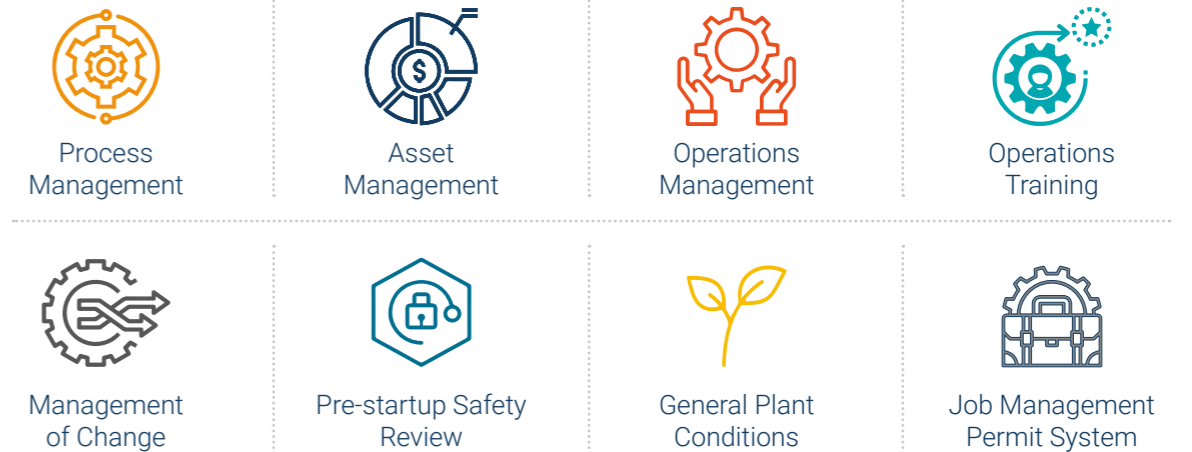 $
Process
Management
Asset
Management
Operations
Management
Operations
Training
Management
of Change
Pre-startup Safety
Review
General Plant
Conditions
Job Management
Permit System